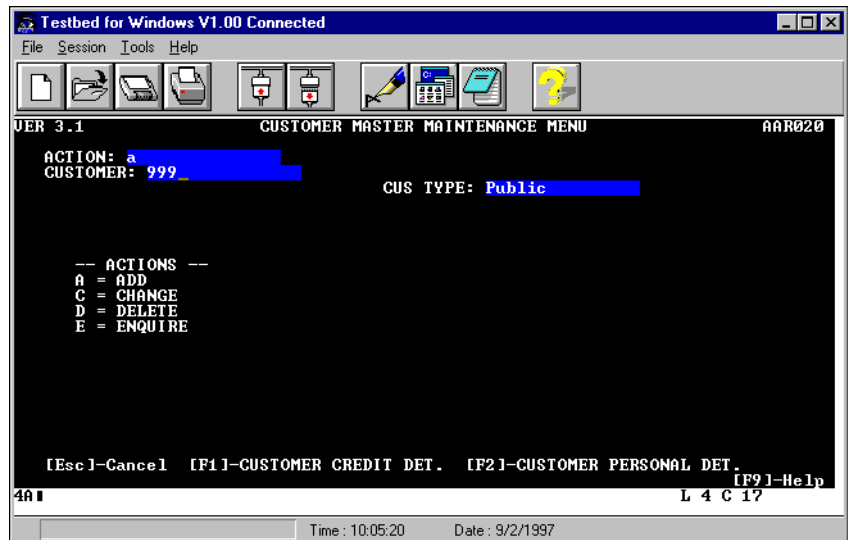 Testbed for Windows V1.00 Connected
File Session Tools Help
VER 3.1 CUSTOMER MASTER MAINTENANCE MENU AAR020
ACTION: a
CUSTOMER: 999_
CUS TYPE: Public
-- ACTIONS --
A = ADD
C = CHANGE
D = DELETE
E = ENQUIRE
[Esc]-Cancel [F1]-CUSTOMER CREDIT DET. [F2]-CUSTOMER PERSONAL DET.
[F9]-Help
4A L 4 C 17
Time : 10:05:20 Date : 9/2/1997